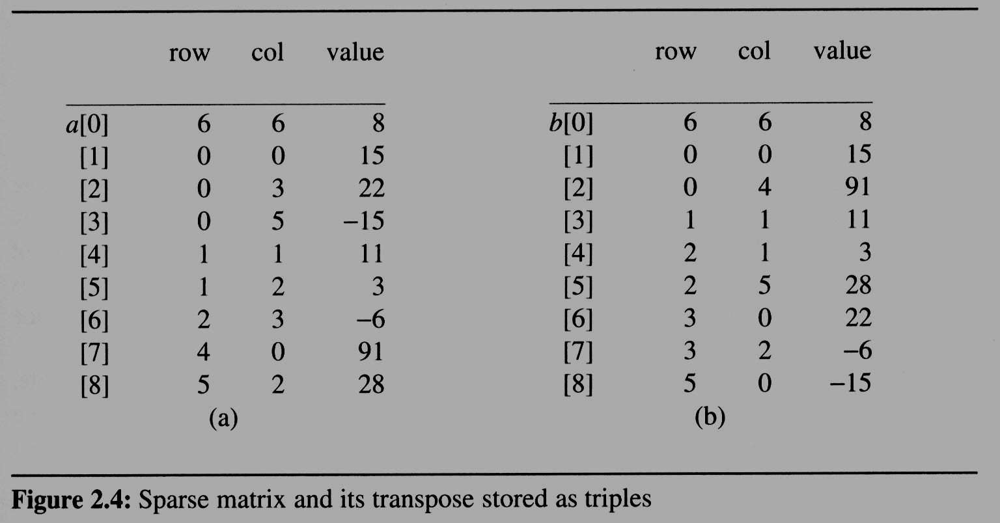 row col value row col value
a[0] 6 6 8 b[0] 6 6 8
[1] 0 0 15 [1] 0 0 15
[2] 0 3 22 [2] 0 4 91
[3] 0 5 −15 [3] 1 1 11
[4] 1 1 11 [4] 2 1 3
[5] 1 2 3 [5] 2 5 28
[6] 2 3 −6 [6] 3 0 22
[7] 4 0 91 [7] 3 2 −6
[8] 5 2 28 [8] 5 0 −15
(a) (b)
Figure 2.4: Sparse matrix and its transpose stored as triples